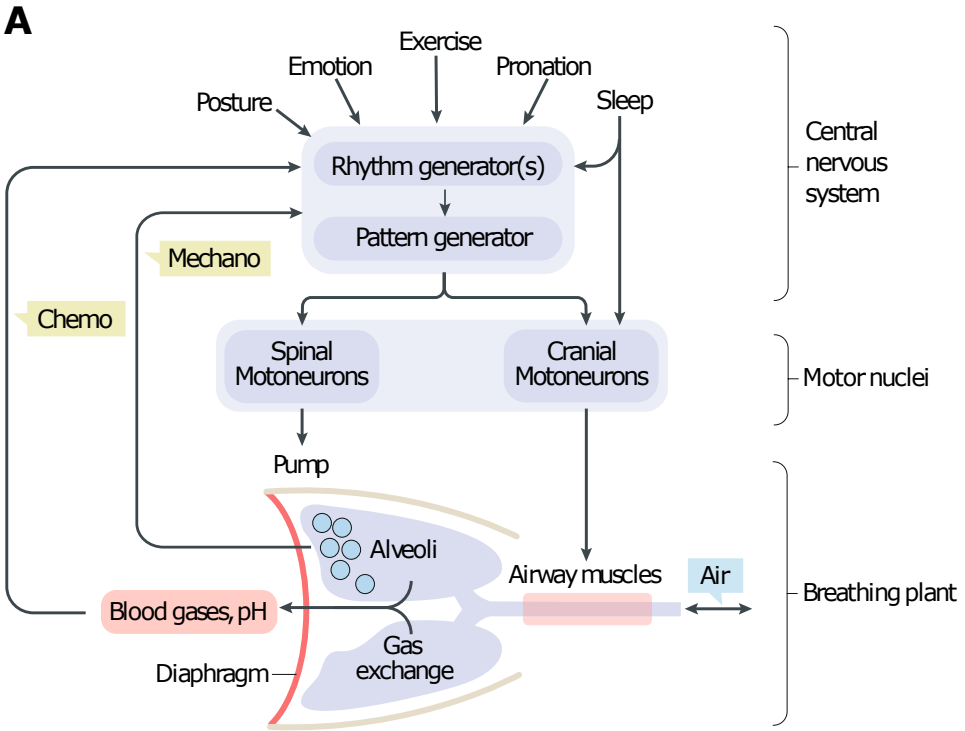 A
Exercise
Emotion
Pronation
Posture
Sleep
Rhythm generator(s)
Pattern generator
Central
nervous
system
Mechano
Chemo
Spinal
Motoneurons
Cranial
Motoneurons
Motor nuclei
Pump
Alveoli
Airway muscles
Air
Breathing plant
Blood gases, pH
Gas
exchange
Diaphragm